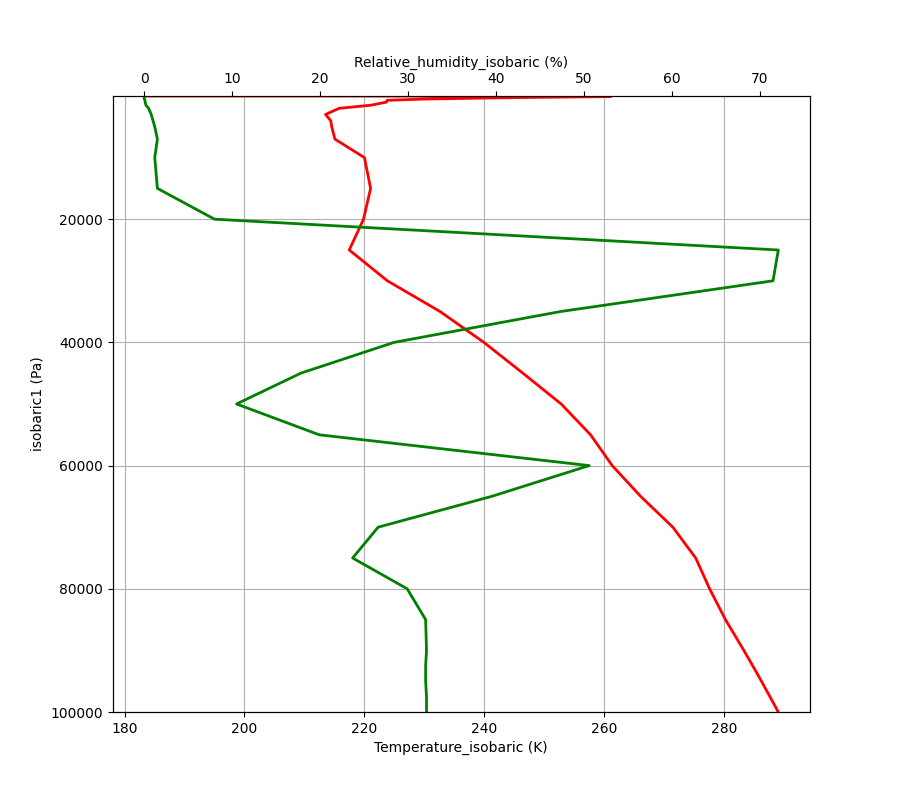 Relative_humidity_isobaric (%)
0 10 20 30 40 50 60 70
isobaric1 (Pa)
20000
40000
60000
80000
100000
180 200 220 240 260 280
Temperature_isobaric (K)